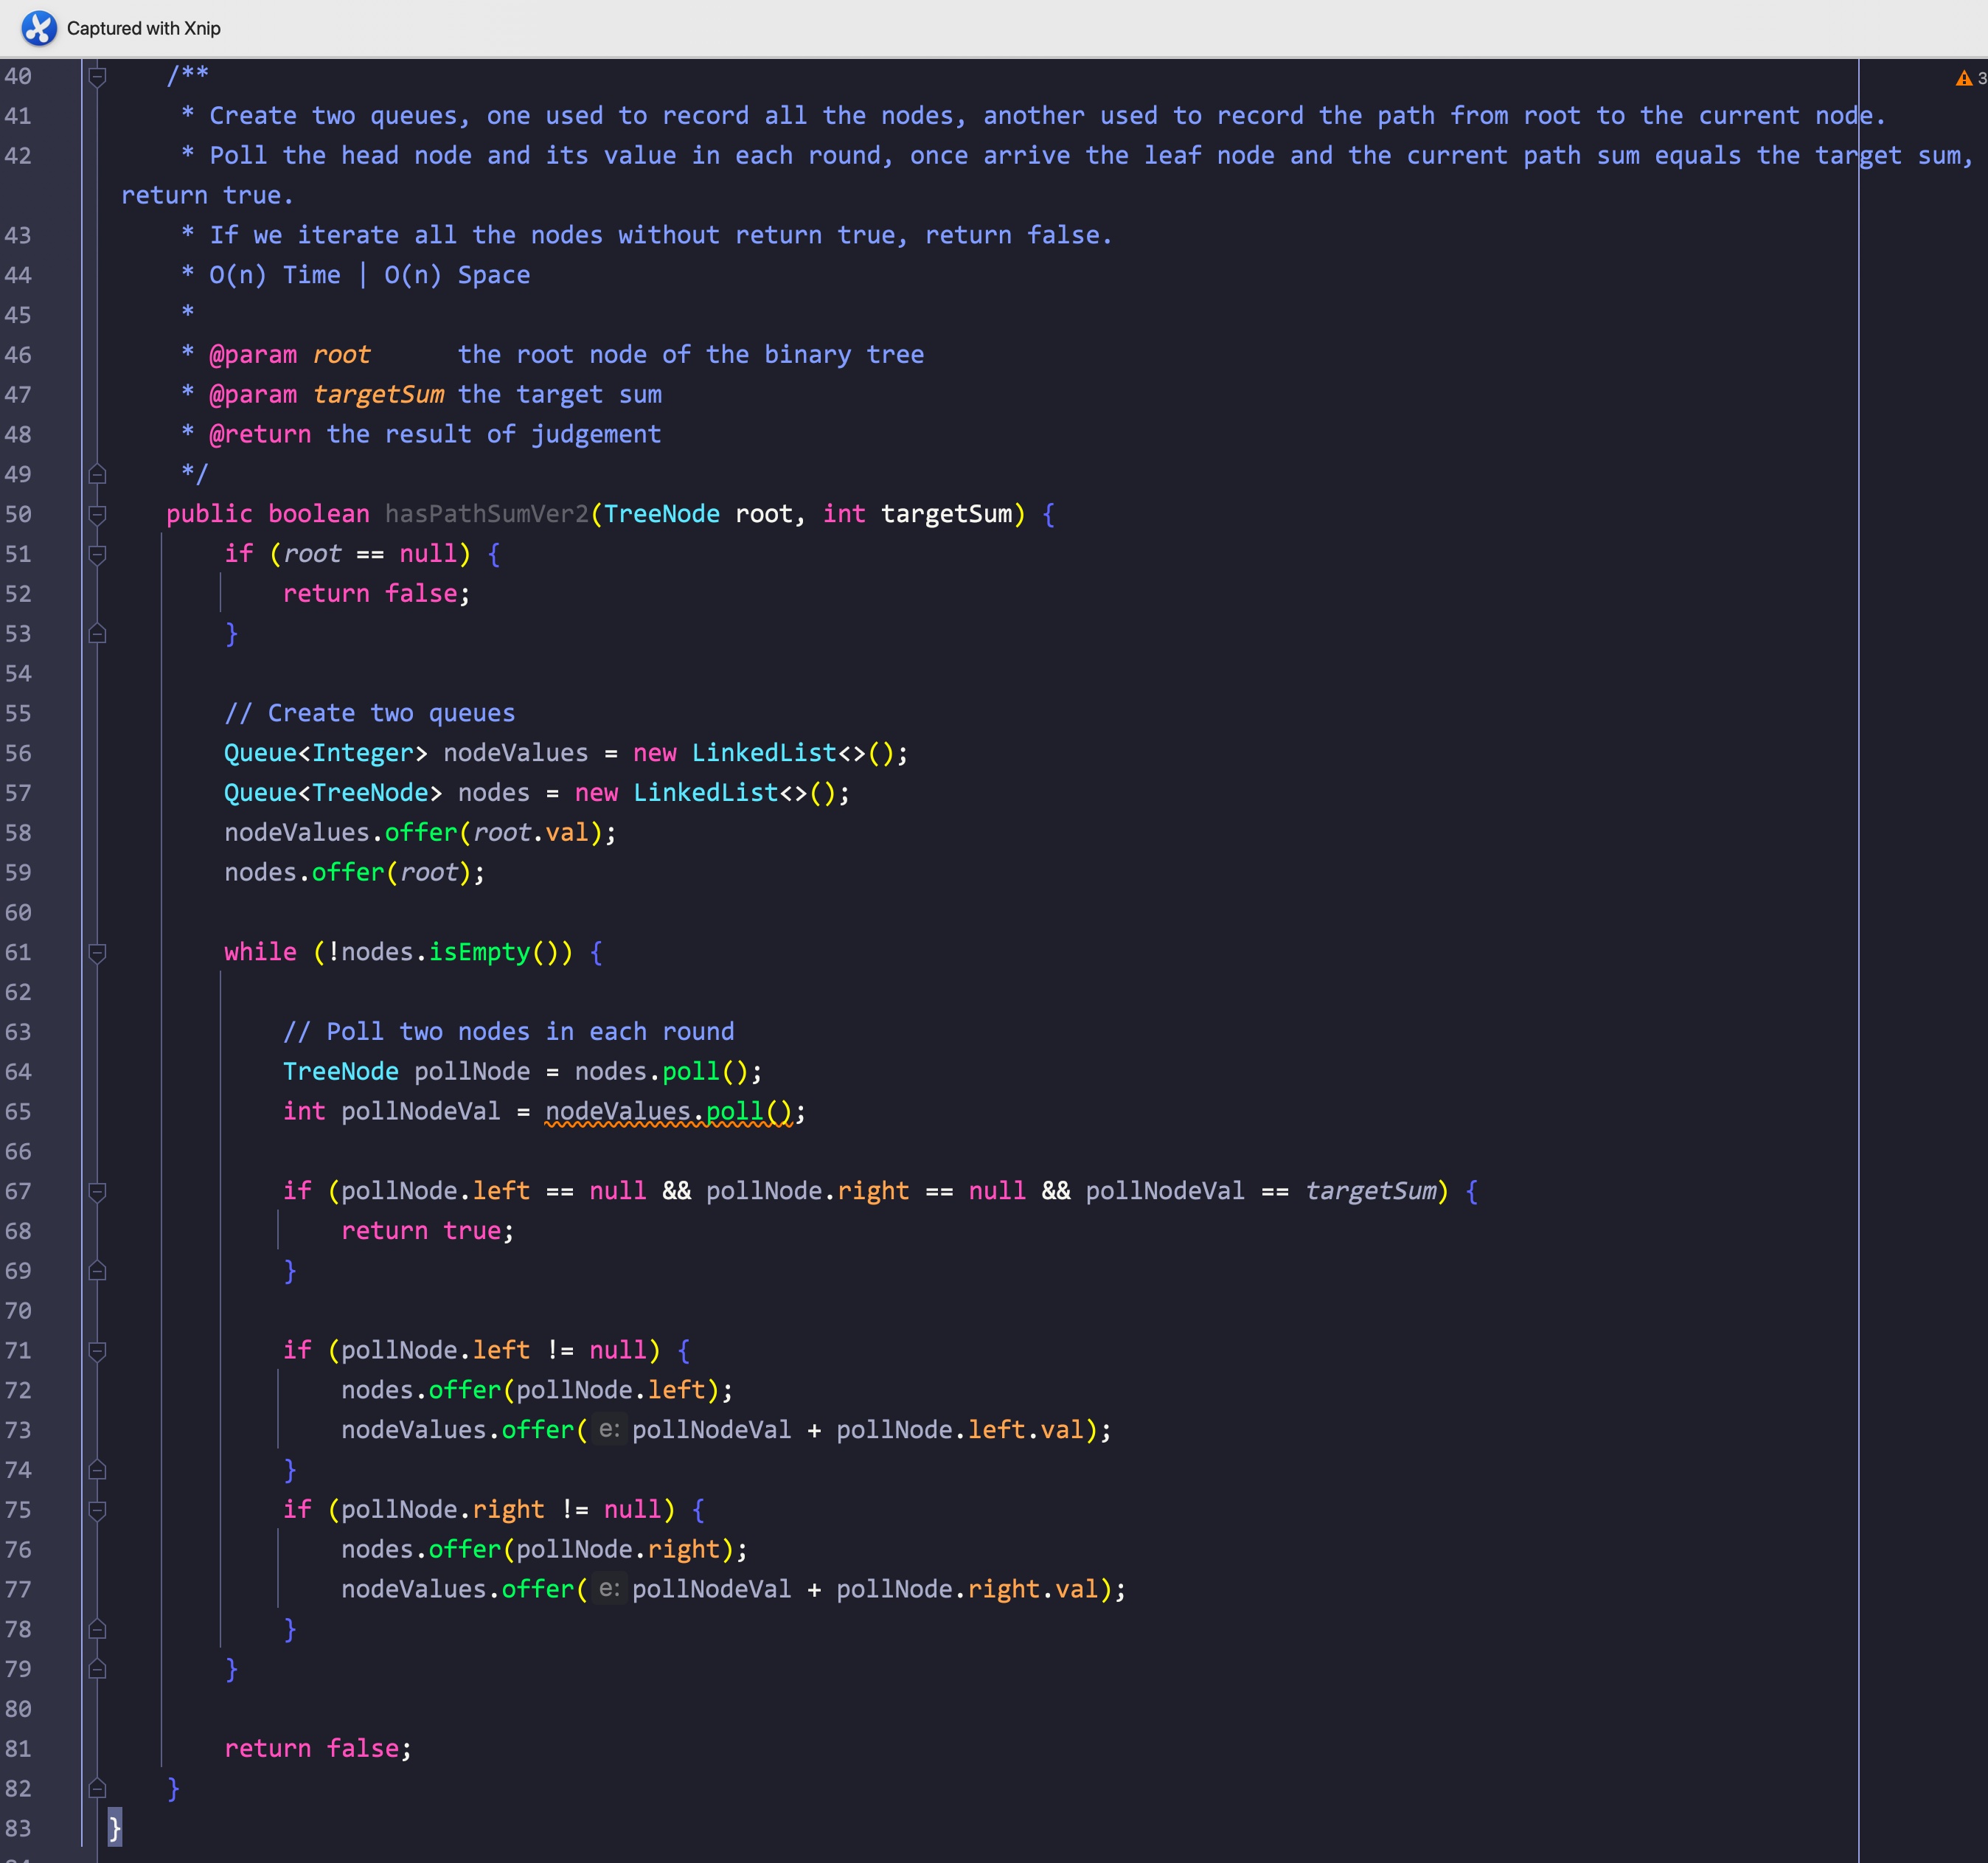 Captured with Xnip
40 /**
3
41 * Create two queues, one used to record all the nodes, another used to record the path from root to the current node.
42 * Poll the head node and its value in each round, once arrive the leaf node and the current path sum equals the target sum,
return true.
43 * If we iterate all the nodes without return true, return false.
44 * O(n) Time | O(n) Space
45 *
46 * @param root      the root node of the binary tree
47 * @param targetSum the target sum
48 * @return the result of judgement
49 */
50 public boolean hasPathSumVer2(TreeNode root, int targetSum) {
51 if (root == null) {
52 return false;
53 }
54
55 // Create two queues
56 Queue<Integer> nodeValues = new LinkedList<>();
57 Queue<TreeNode> nodes = new LinkedList<>();
58 nodeValues.offer(root.val);
59 nodes.offer(root);
60
61 while (!nodes.isEmpty()) {
62
63 // Poll two nodes in each round
64 TreeNode pollNode = nodes.poll();
65 int pollNodeVal = nodeValues.poll();
66
67 if (pollNode.left == null && pollNode.right == null && pollNodeVal == targetSum) {
68 return true;
69 }
70
71 if (pollNode.left != null) {
72 nodes.offer(pollNode.left);
73 nodeValues.offer( e: pollNodeVal + pollNode.left.val);
74 }
75 if (pollNode.right != null) {
76 nodes.offer(pollNode.right);
77 nodeValues.offer( e: pollNodeVal + pollNode.right.val);
78 }
79 }
80
81 return false;
82 }
83 }